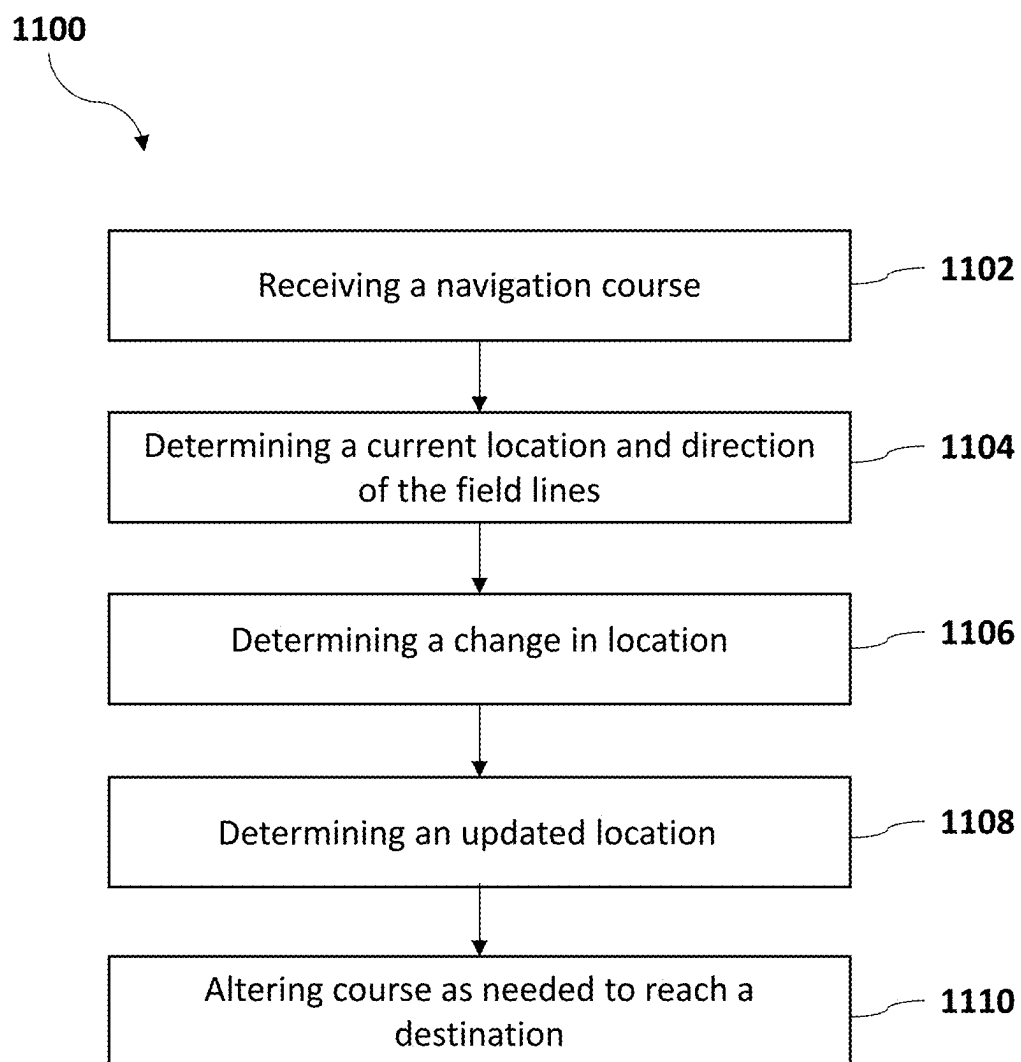 1100
Receiving a navigation course
1102
Determining a current location and direction
of the field lines
1104
Determining a change in location
1106
Determining an updated location
1108
Altering course as needed to reach a
destination
1110